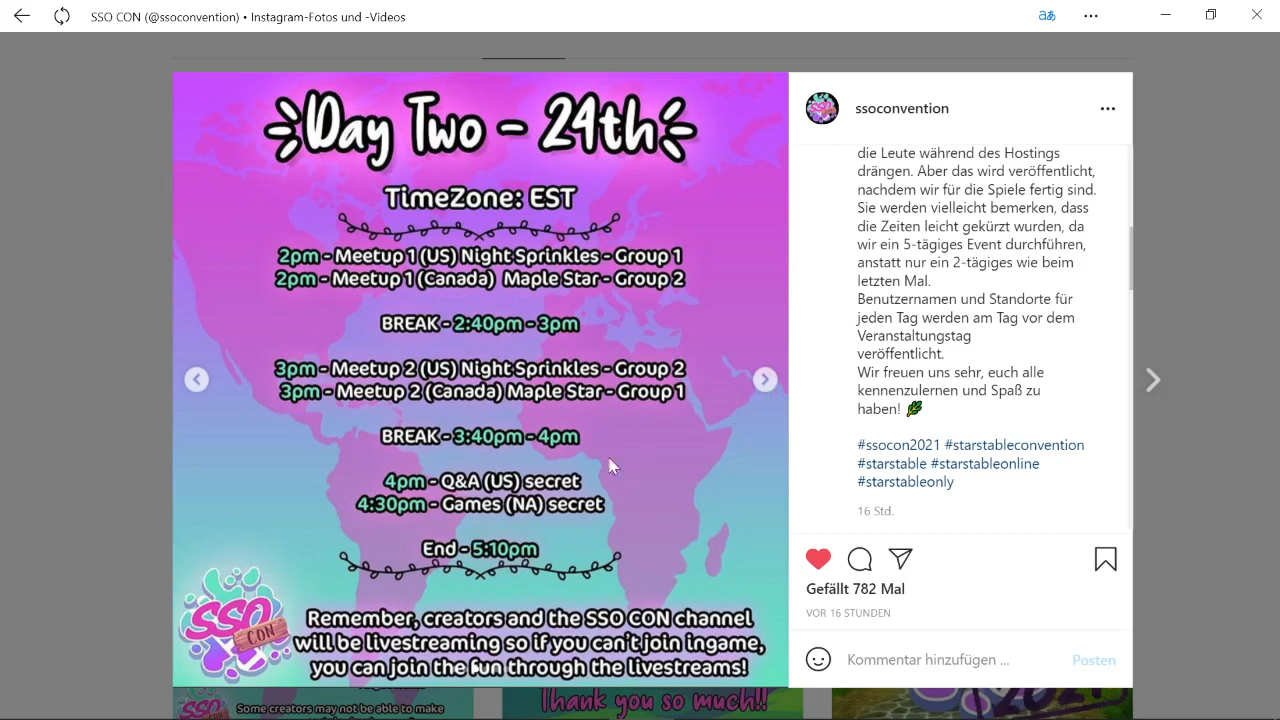 SSO CON (@ssoconvention) • Instagram-Fotos und -Videos
Day Two - 24th
TimeZone: EST
2pm - Meetup 1 (US) Night Sprinkles - Group 1
2pm - Meetup 1 (Canada) Maple Star - Group 2
BREAK - 2:40pm - 3pm
3pm - Meetup 2 (US) Night Sprinkles - Group 2
3pm - Meetup 2 (Canada) Maple Star - Group 1
BREAK - 3:40pm - 4pm
4pm - Q&A (US) secret
4:30pm - Games (NA) secret
End - 5:10pm
SSO
CON
Remember, creators and the SSO CON channel
will be livestreaming so if you can't join ingame,
you can join the fun through the livestreams!
ssoconvention
die Leute während des Hostings
drängen. Aber das wird veröffentlicht,
nachdem wir für die Spiele fertig sind.
Sie werden vielleicht bemerken, dass
die Zeiten leicht gekürzt wurden, da
wir ein 5-tägiges Event durchführen,
anstatt nur ein 2-tägiges wie beim
letzten Mal.
Benutzernamen und Standorte für
jeden Tag werden am Tag vor dem
Veranstaltungstag
veröffentlicht.
Wir freuen uns sehr, euch alle
kennenzulernen und Spaß zu
haben!
#ssocon2021 #starstableconvention
#starstable #starstableonline
#starstableonly
16 Std.
Gefällt 782 Mal
VOR 16 STUNDEN
Kommentar hinzufügen ...
Posten
SSO
Some creators may not be able to make
Thank you so much!!